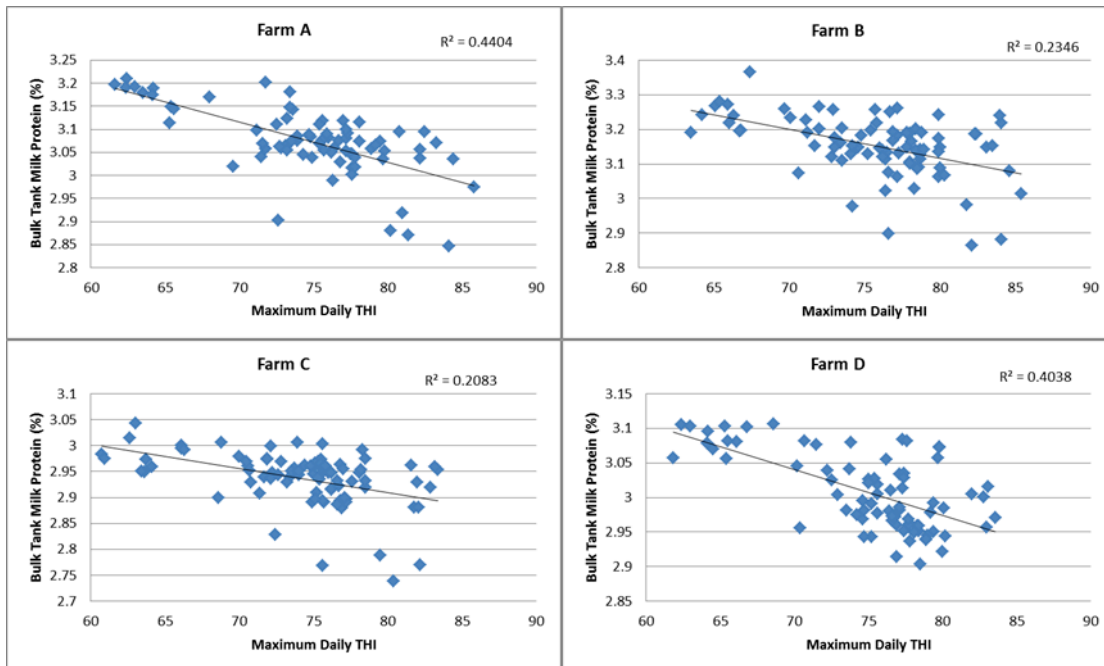 Farm A
R² = 0.4404
Bulk Tank Milk Protein (%)
3.25
3.2
3.15
3.1
3.05
3
2.95
2.9
2.85
2.8
60 65 70 75 80 85 90
Maximum Daily THI
Farm B
R² = 0.2346
Bulk Tank Milk Protein (%)
3.4
3.3
3.2
3.1
3
2.9
2.8
60 65 70 75 80 85 90
Maximum Daily THI
Farm C
R² = 0.2083
Bulk Tank Milk Protein (%)
3.1
3.05
3
2.95
2.9
2.85
2.8
2.75
2.7
60 65 70 75 80 85 90
Maximum Daily THI
Farm D
R² = 0.4038
Bulk Tank Milk Protein (%)
3.15
3.1
3.05
3
2.95
2.9
2.85
60 65 70 75 80 85 90
Maximum Daily THI